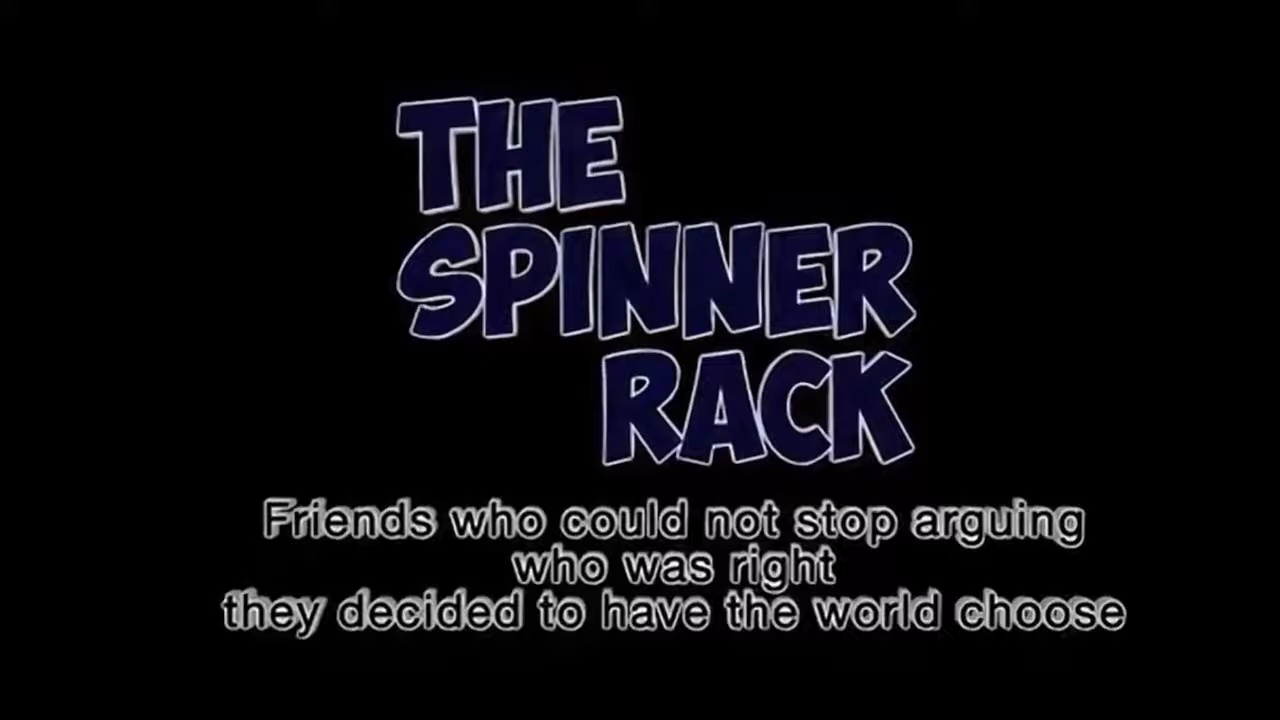 THE
SPINNER
RACK
Friends who could not stop arguing
who was right
they decided to have the world choose